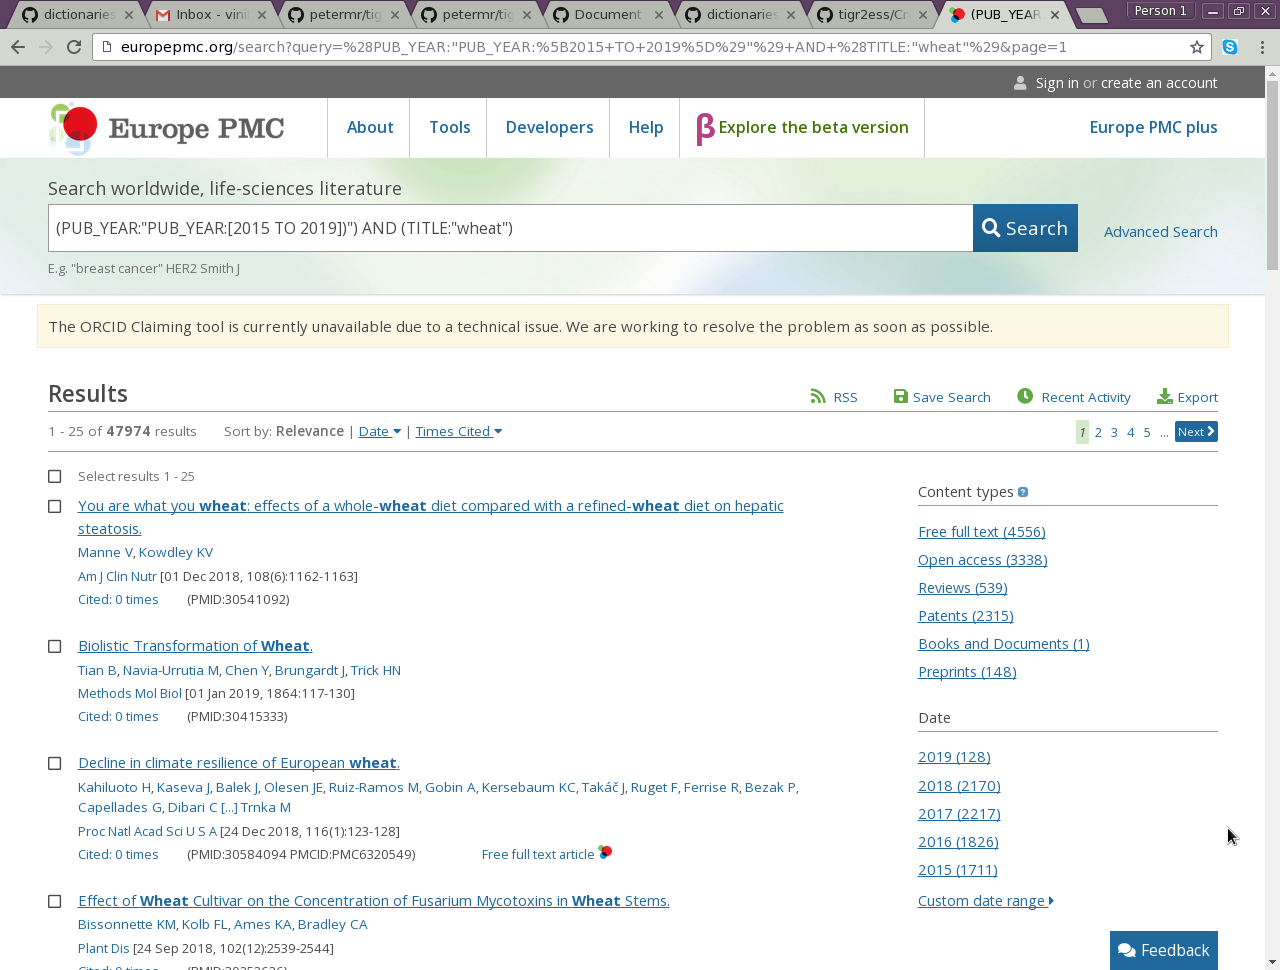 dictionaries
Inbox - vini
petermr/tig
petermr/tig
Document
dictionaries
tigr2ess/Cr
(PUB_YEAR
Person 1
europepmc.org/search?query=%28PUB_YEAR:"PUB_YEAR:%5B2015+TO+2019%5D%29"%29+AND+%28TITLE:"wheat"%29&page=1
Sign in or create an account
Europe PMC
About
Tools
Developers
Help
β Explore the beta version
Europe PMC plus
Search worldwide, life-sciences literature
(PUB_YEAR:"PUB_YEAR:[2015 TO 2019])") AND (TITLE:"wheat")
Search
Advanced Search
E.g. "breast cancer" HER2 Smith J
The ORCID Claiming tool is currently unavailable due to a technical issue. We are working to resolve the problem as soon as possible.
Results
RSS
Save Search
Recent Activity
Export
1 - 25 of 47974 results
Sort by: Relevance | Date | Times Cited
1 2 3 4 5 ... Next
Select results 1 - 25
You are what you wheat: effects of a whole-wheat diet compared with a refined-wheat diet on hepatic
steatosis.
Manne V, Kowdley KV
Am J Clin Nutr [01 Dec 2018, 108(6):1162-1163]
Cited: 0 times (PMID:30541092)
Biolistic Transformation of Wheat.
Tian B, Navia-Urrutia M, Chen Y, Brungardt J, Trick HN
Methods Mol Biol [01 Jan 2019, 1864:117-130]
Cited: 0 times (PMID:30415333)
Decline in climate resilience of European wheat.
Kahiluoto H, Kaseva J, Balek J, Olesen JE, Ruiz-Ramos M, Gobin A, Kersebaum KC, Takáč J, Ruget F, Ferrise R, Bezak P,
Capellades G, Dibari C [...] Trnka M
Proc Natl Acad Sci U S A [24 Dec 2018, 116(1):123-128]
Cited: 0 times (PMID:30584094 PMCID:PMC6320549) Free full text article
Effect of Wheat Cultivar on the Concentration of Fusarium Mycotoxins in Wheat Stems.
Bissonnette KM, Kolb FL, Ames KA, Bradley CA
Plant Dis [24 Sep 2018, 102(12):2539-2544]
Content types ?
Free full text (4556)
Open access (3338)
Reviews (539)
Patents (2315)
Books and Documents (1)
Preprints (148)
Date
2019 (128)
2018 (2170)
2017 (2217)
2016 (1826)
2015 (1711)
Custom date range
Feedback